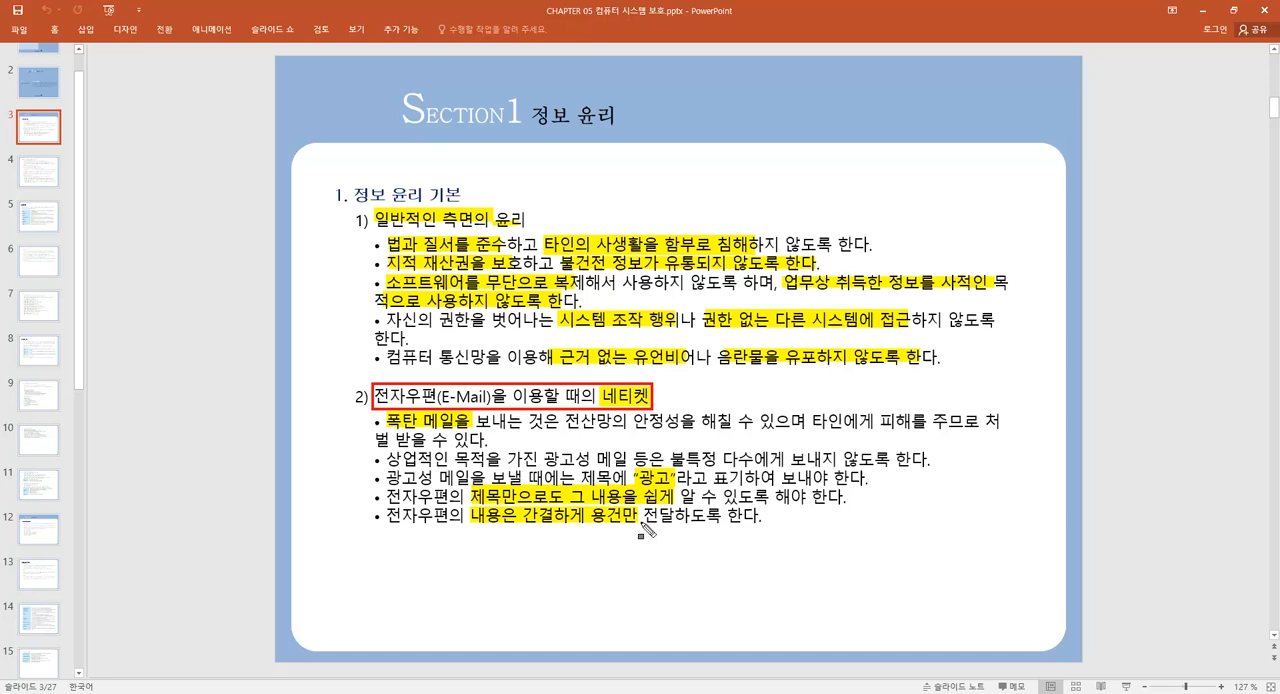 CHAPTER 05 컴퓨터 시스템 보호.pptx - PowerPoint
파일 홈 삽입 디자인 전환 애니메이션 슬라이드 쇼 검토 보기 추가 기능 수행할 작업을 알려 주세요. 로그인 공유
2
3
4
5
6
7
8
9
10
11
12
13
14
15
SECTION1 정보 윤리
1. 정보 윤리 기본
1) 일반적인 측면의 윤리
• 법과 질서를 준수하고 타인의 사생활을 함부로 침해하지 않도록 한다.
• 지적 재산권을 보호하고 불건전 정보가 유통되지 않도록 한다.
• 소프트웨어를 무단으로 복제해서 사용하지 않도록 하며, 업무상 취득한 정보를 사적인 목
적으로 사용하지 않도록 한다.
• 자신의 권한을 벗어나는 시스템 조작 행위나 권한 없는 다른 시스템에 접근하지 않도록
한다.
• 컴퓨터 통신망을 이용해 근거 없는 유언비어나 음란물을 유포하지 않도록 한다.
2) 전자우편(E-Mail)을 이용할 때의 네티켓
• 폭탄 메일을 보내는 것은 전산망의 안정성을 해칠 수 있으며 타인에게 피해를 주므로 처
벌 받을 수 있다.
• 상업적인 목적을 가진 광고성 메일 등은 불특정 다수에게 보내지 않도록 한다.
• 광고성 메일을 보낼 때에는 제목에 “광고”라고 표기하여 보내야 한다.
• 전자우편의 제목만으로도 그 내용을 쉽게 알 수 있도록 해야 한다.
• 전자우편의 내용은 간결하게 용건만 전달하도록 한다.
슬라이드 3/27 한국어 슬라이드 노트 메모 127 %